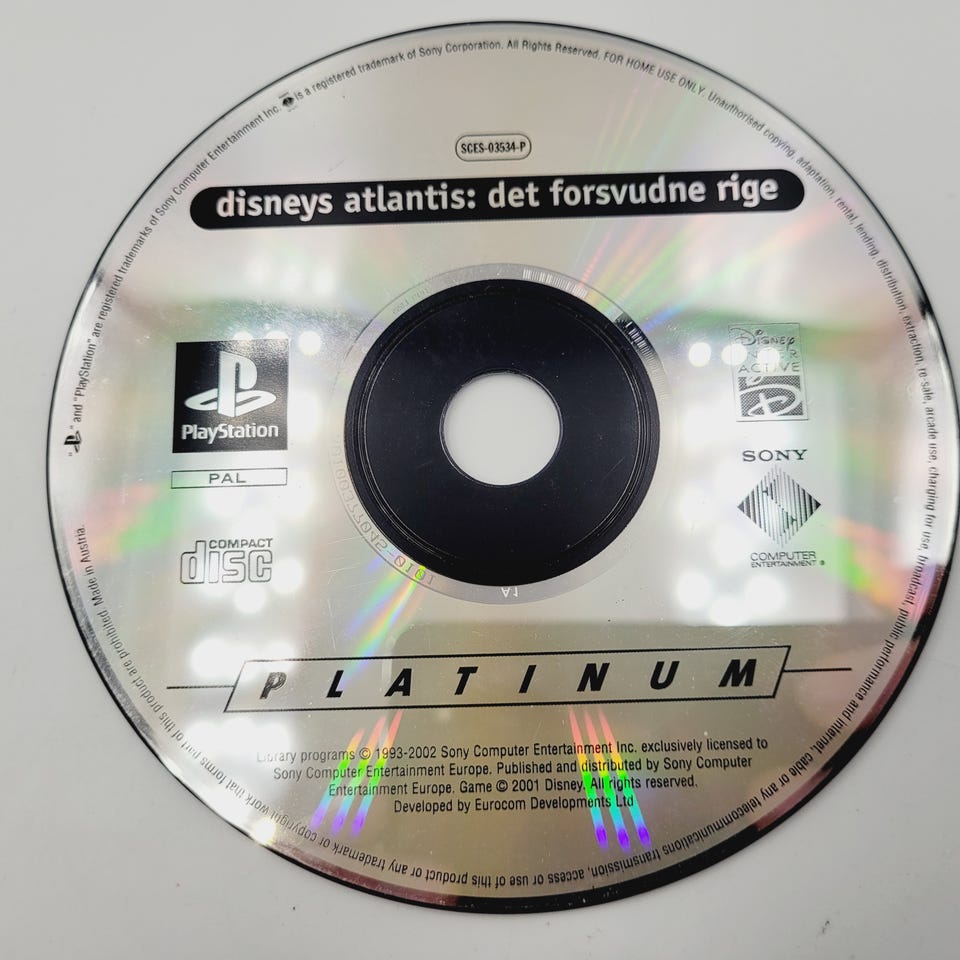 SCES-03534-P
disneys atlantis: det forsvudne rige
PlayStation
PAL
COMPACT
disc
DISNEY
INTER
ACTIVE
SONY
COMPUTER
ENTERTAINMENT ®
PLATINUM
Library programs © 1993-2002 Sony Computer Entertainment Inc. exclusively licensed to
Sony Computer Entertainment Europe. Published and distributed by Sony Computer
Entertainment Europe. Game © 2001 Disney. All rights reserved.
Developed by Eurocom Developments Ltd
" " and "PlayStation" are registered trademarks of Sony Computer Entertainment Inc. is a registered trademark of Sony Corporation. All Rights Reserved. FOR HOME USE ONLY. Unauthorised copying, adaptation, rental, lending, distribution, extraction, re-sale, arcade use, charging for use, broadcast, public performance and internet, cable or any telecommunications transmission, access or use of this product or any trademark or copyright work that forms part of this product are prohibited. Made in Austria.
A1